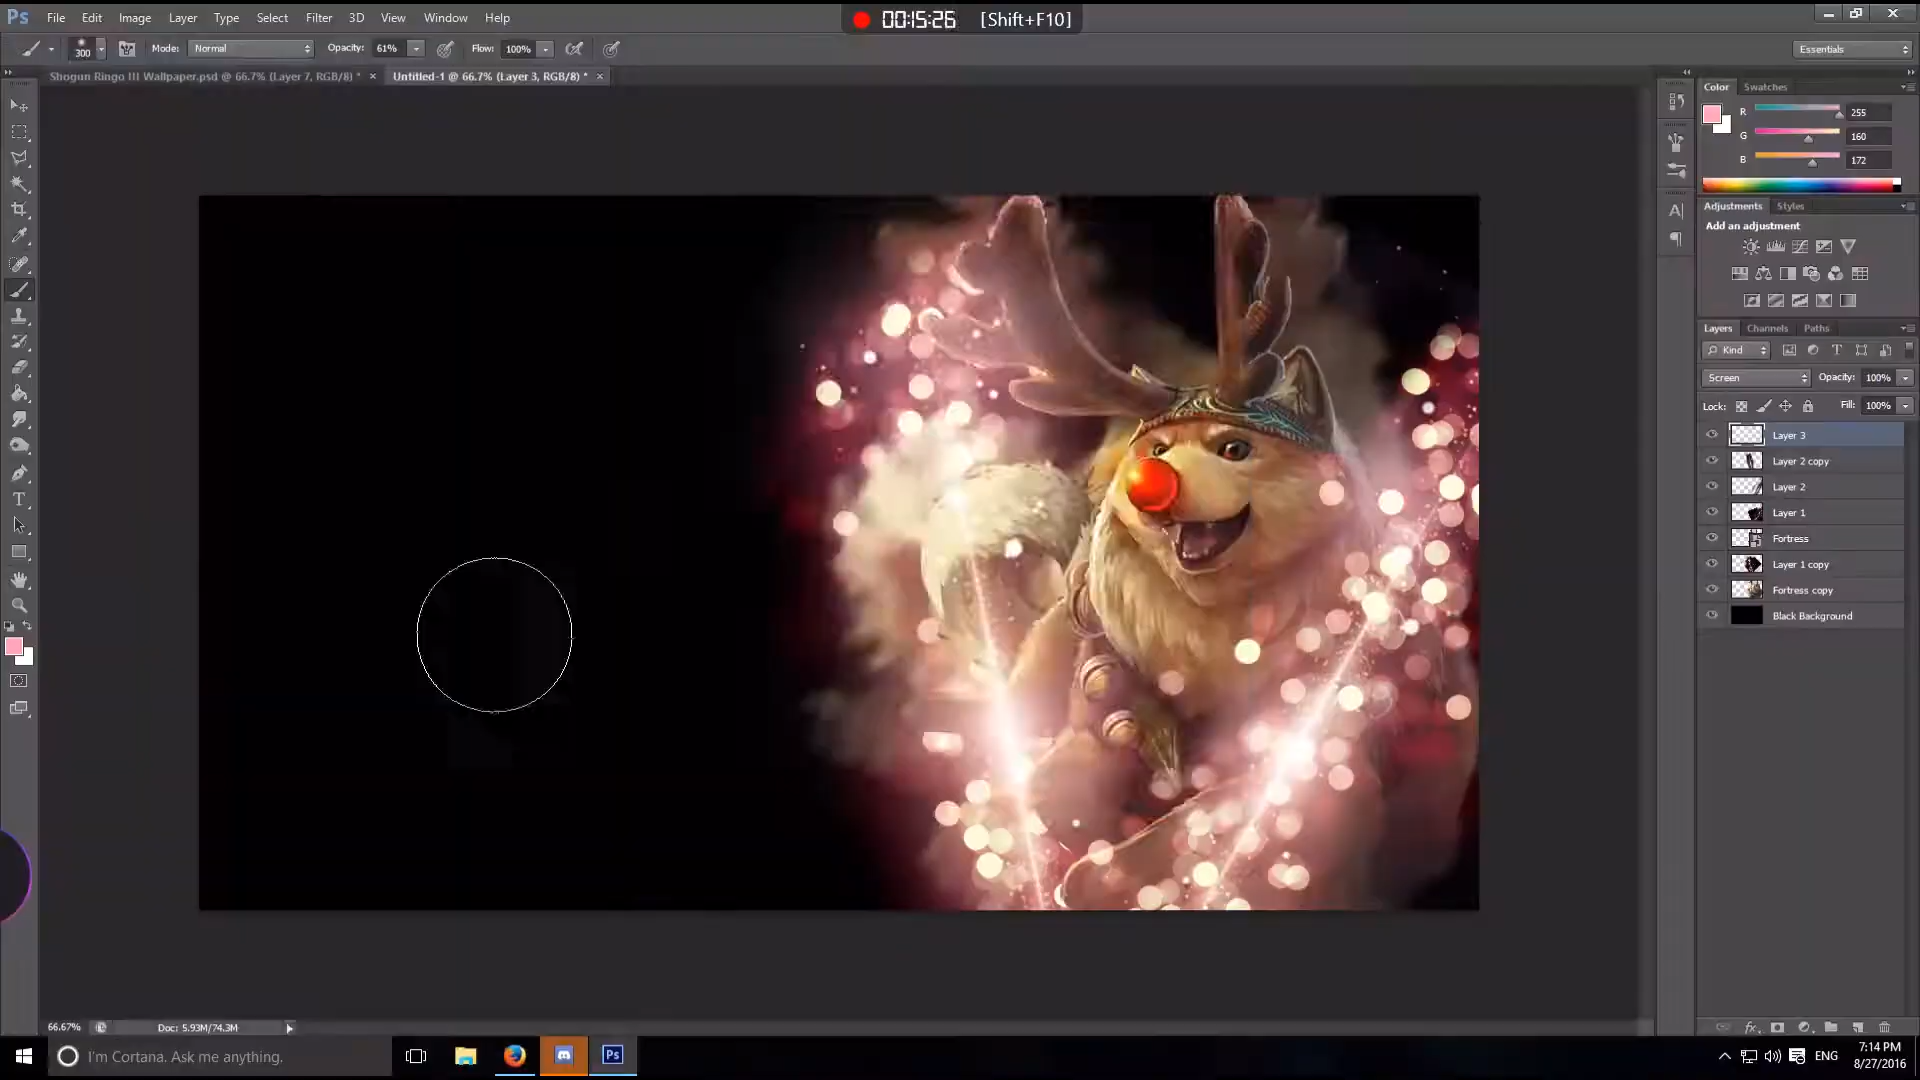 Ps File Edit Image Layer Type Select Filter 3D View Window Help
00:15:26 [Shift+F10]
300 Mode: Normal Opacity: 61% Flow: 100% Essentials
Shogun Ringo III Wallpaper.psd @ 66.7% (Layer 7, RGB/8) * × Untitled-1 @ 66.7% (Layer 3, RGB/8) * ×
Color Swatches
R 255
G 160
B 172
Adjustments Styles
Add an adjustment
Layers Channels Paths
Kind
Screen Opacity: 100%
Lock: Fill: 100%
Layer 3
Layer 2 copy
Layer 2
Layer 1
Fortress
Layer 1 copy
Fortress copy
Black Background
66.67% Doc: 5.93M/74.3M
I'm Cortana. Ask me anything.
Ps
ENG
7:14 PM
8/27/2016